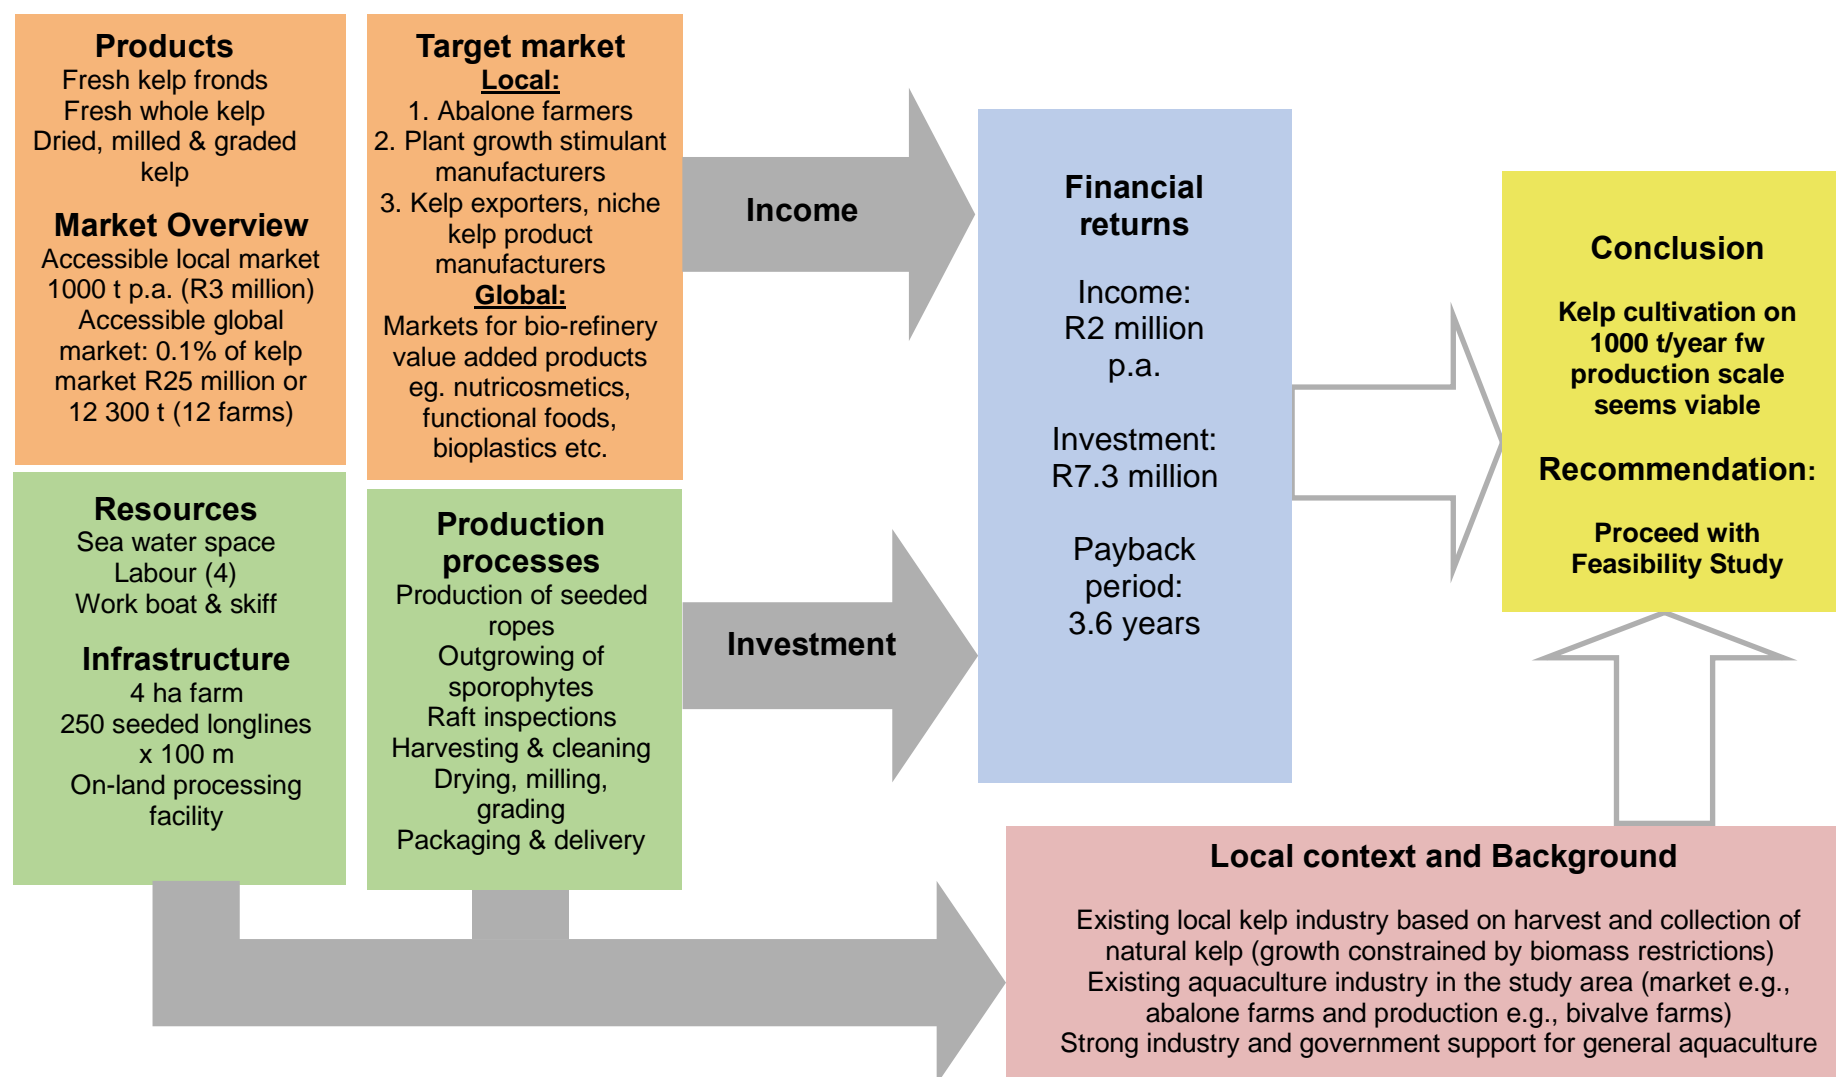 Products
Fresh kelp fronds
Fresh whole kelp
Dried, milled & graded
kelp
Market Overview
Accessible local market
1000 t p.a. (R3 million)
Accessible global
market: 0.1% of kelp
market R25 million or
12 300 t (12 farms)
Target market
Local:
1. Abalone farmers
2. Plant growth stimulant
manufacturers
3. Kelp exporters, niche
kelp product
manufacturers
Global:
Markets for bio-refinery
value added products
eg. nutricosmetics,
functional foods,
bioplastics etc.
Resources
Sea water space
Labour (4)
Work boat & skiff
Infrastructure
4 ha farm
250 seeded longlines
x 100 m
On-land processing
facility
Production
processes
Production of seeded
ropes
Outgrowing of
sporophytes
Raft inspections
Harvesting & cleaning
Drying, milling,
grading
Packaging & delivery
Income
Investment
Financial
returns
Income:
R2 million
p.a.
Investment:
R7.3 million
Payback
period:
3.6 years
Conclusion
Kelp cultivation on
1000 t/year fw
production scale
seems viable
Recommendation:
Proceed with
Feasibility Study
Local context and Background
Existing local kelp industry based on harvest and collection of
natural kelp (growth constrained by biomass restrictions)
Existing aquaculture industry in the study area (market e.g.,
abalone farms and production e.g., bivalve farms)
Strong industry and government support for general aquaculture